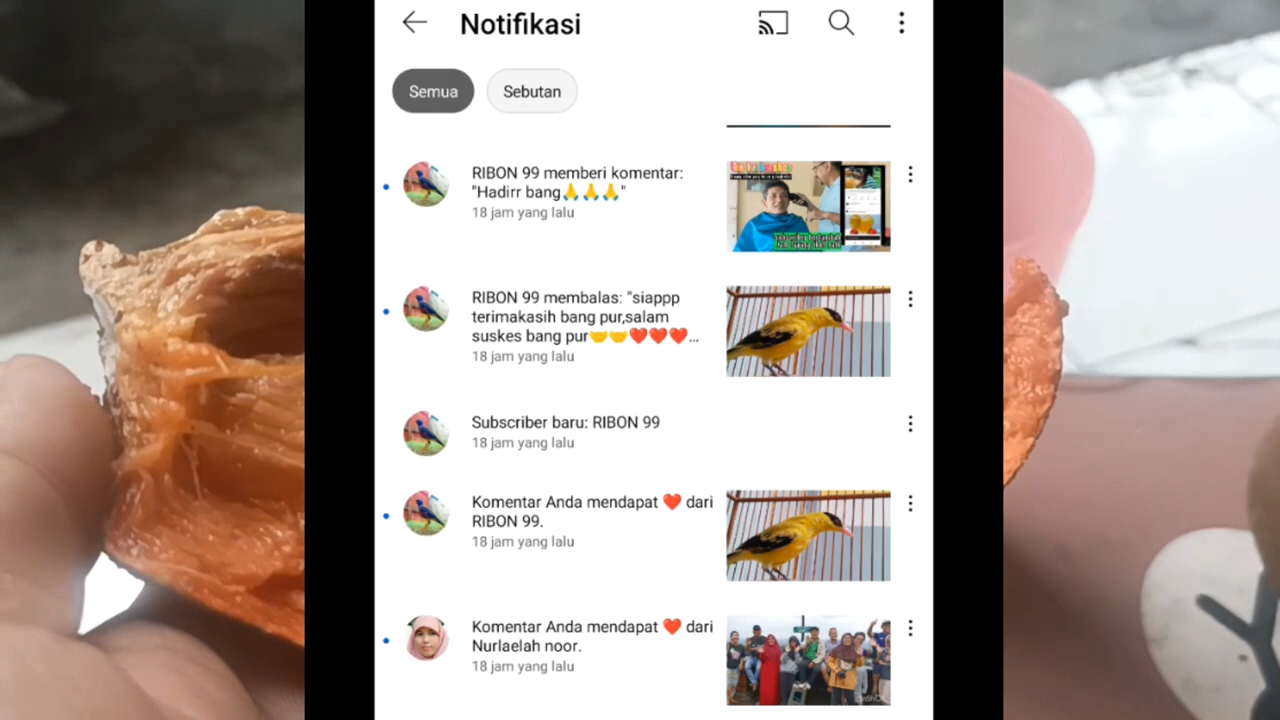 Notifikasi
Semua
Sebutan
RIBON 99 memberi komentar:
"Hadirr bang🙏🙏🙏"
18 jam yang lalu
RIBON 99 membalas: "siappp
terimakasih bang pur,salam
suskes bang pur🤝🤝❤️❤️❤️...
18 jam yang lalu
Subscriber baru: RIBON 99
18 jam yang lalu
Komentar Anda mendapat ❤️ dari
RIBON 99.
18 jam yang lalu
Komentar Anda mendapat ❤️ dari
Nurlaelah noor.
18 jam yang lalu